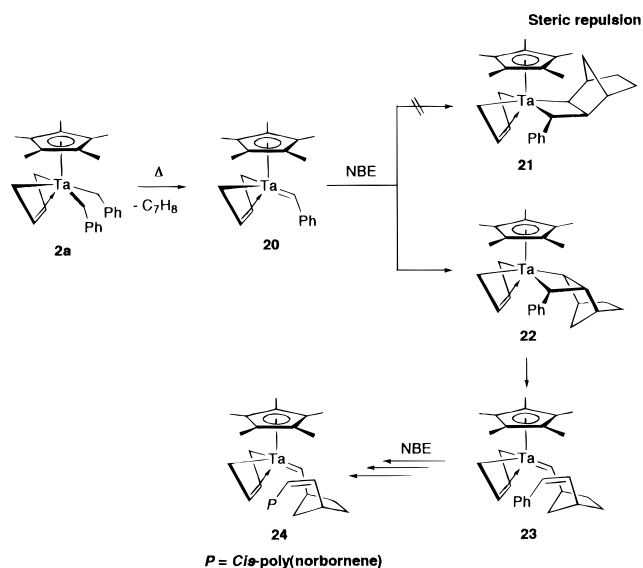 Steric repulsion
Ta
Ph
21
Ta
Ph
Ph
2a
Δ
- C7H8
Ta
Ph
20
NBE
Ta
Ph
22
Ta
P
24
NBE
Ta
Ph
23
P = Cis-poly(norbornene)